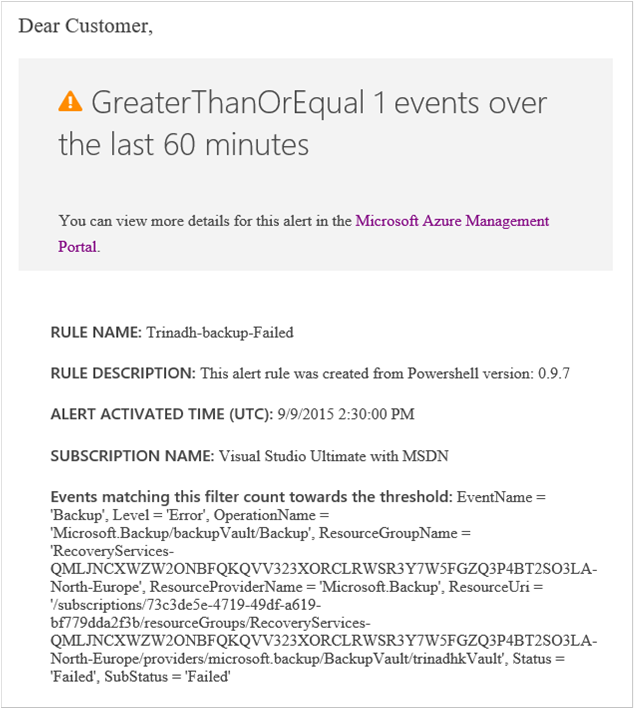 Dear Customer,
GreaterThanOrEqual 1 events over
the last 60 minutes
You can view more details for this alert in the Microsoft Azure Management
Portal.
RULE NAME: Trinadh-backup-Failed
RULE DESCRIPTION: This alert rule was created from Powershell version: 0.9.7
ALERT ACTIVATED TIME (UTC): 9/9/2015 2:30:00 PM
SUBSCRIPTION NAME: Visual Studio Ultimate with MSDN
Events matching this filter count towards the threshold: EventName =
'Backup', Level = 'Error', OperationName =
'Microsoft.Backup/backupVault/Backup', ResourceGroupName =
'RecoveryServices-
QMLJNCXWZW2ONBFQKQVV323XORCLRWSR3Y7W5FGZQ3P4BT2SO3LA-
North-Europe', ResourceProviderName = 'Microsoft.Backup', ResourceUri =
'/subscriptions/73c3de5e-4719-49df-a619-
bf779dda2f3b/resourceGroups/RecoveryServices-
QMLJNCXWZW2ONBFQKQVV323XORCLRWSR3Y7W5FGZQ3P4BT2SO3LA-
North-Europe/providers/microsoft.backup/BackupVault/trinadhkVault', Status =
'Failed', SubStatus = 'Failed'